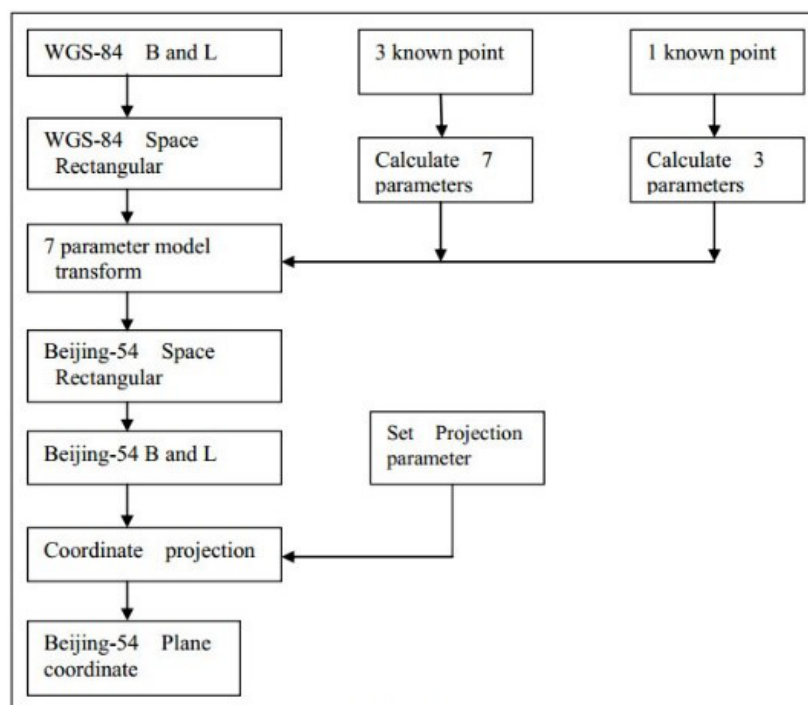 WGS-84 B and L
3 known point
1 known point
WGS-84 Space
Rectangular
Calculate 7
parameters
Calculate 3
parameters
7 parameter model
transform
Beijing-54 Space
Rectangular
Beijing-54 B and L
Set Projection
parameter
Coordinate projection
Beijing-54 Plane
coordinate